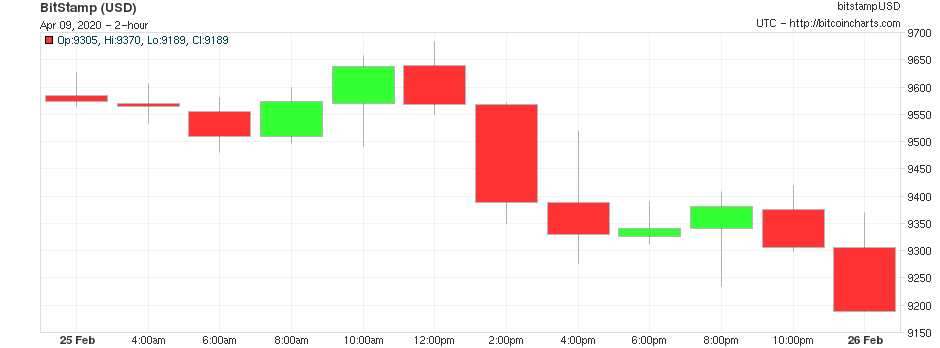 BitStamp (USD)
bitstampUSD
Apr 09, 2020 - 2-hour
UTC - http://bitcoincharts.com
Op:9305, Hi:9370, Lo:9189, Cl:9189
9700
9650
9600
9550
9500
9450
9400
9350
9300
9250
9200
9150
25 Feb
4:00am
6:00am
8:00am
10:00am
12:00pm
2:00pm
4:00pm
6:00pm
8:00pm
10:00pm
26 Feb